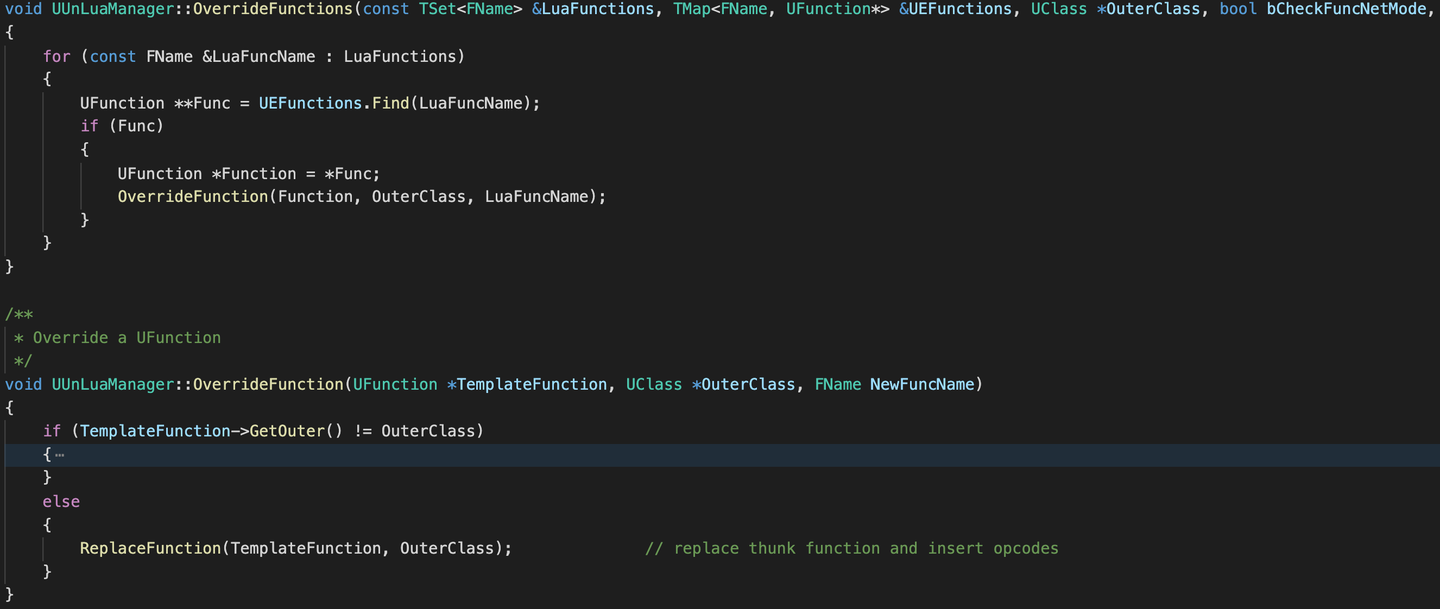 void UUnLuaManager::OverrideFunctions(const TSet<FName> &LuaFunctions, TMap<FName, UFunction*> &UEFunctions, UClass *OuterClass, bool bCheckFuncNetMode,
{
    for (const FName &LuaFuncName : LuaFunctions)
    {
        UFunction **Func = UEFunctions.Find(LuaFuncName);
        if (Func)
        {
            UFunction *Function = *Func;
            OverrideFunction(Function, OuterClass, LuaFuncName);
        }
    }
}
/**
 * Override a UFunction
 */
void UUnLuaManager::OverrideFunction(UFunction *TemplateFunction, UClass *OuterClass, FName NewFuncName)
{
    if (TemplateFunction->GetOuter() != OuterClass)
    {…
    }
    else
    {
        ReplaceFunction(TemplateFunction, OuterClass);              // replace thunk function and insert opcodes
    }
}